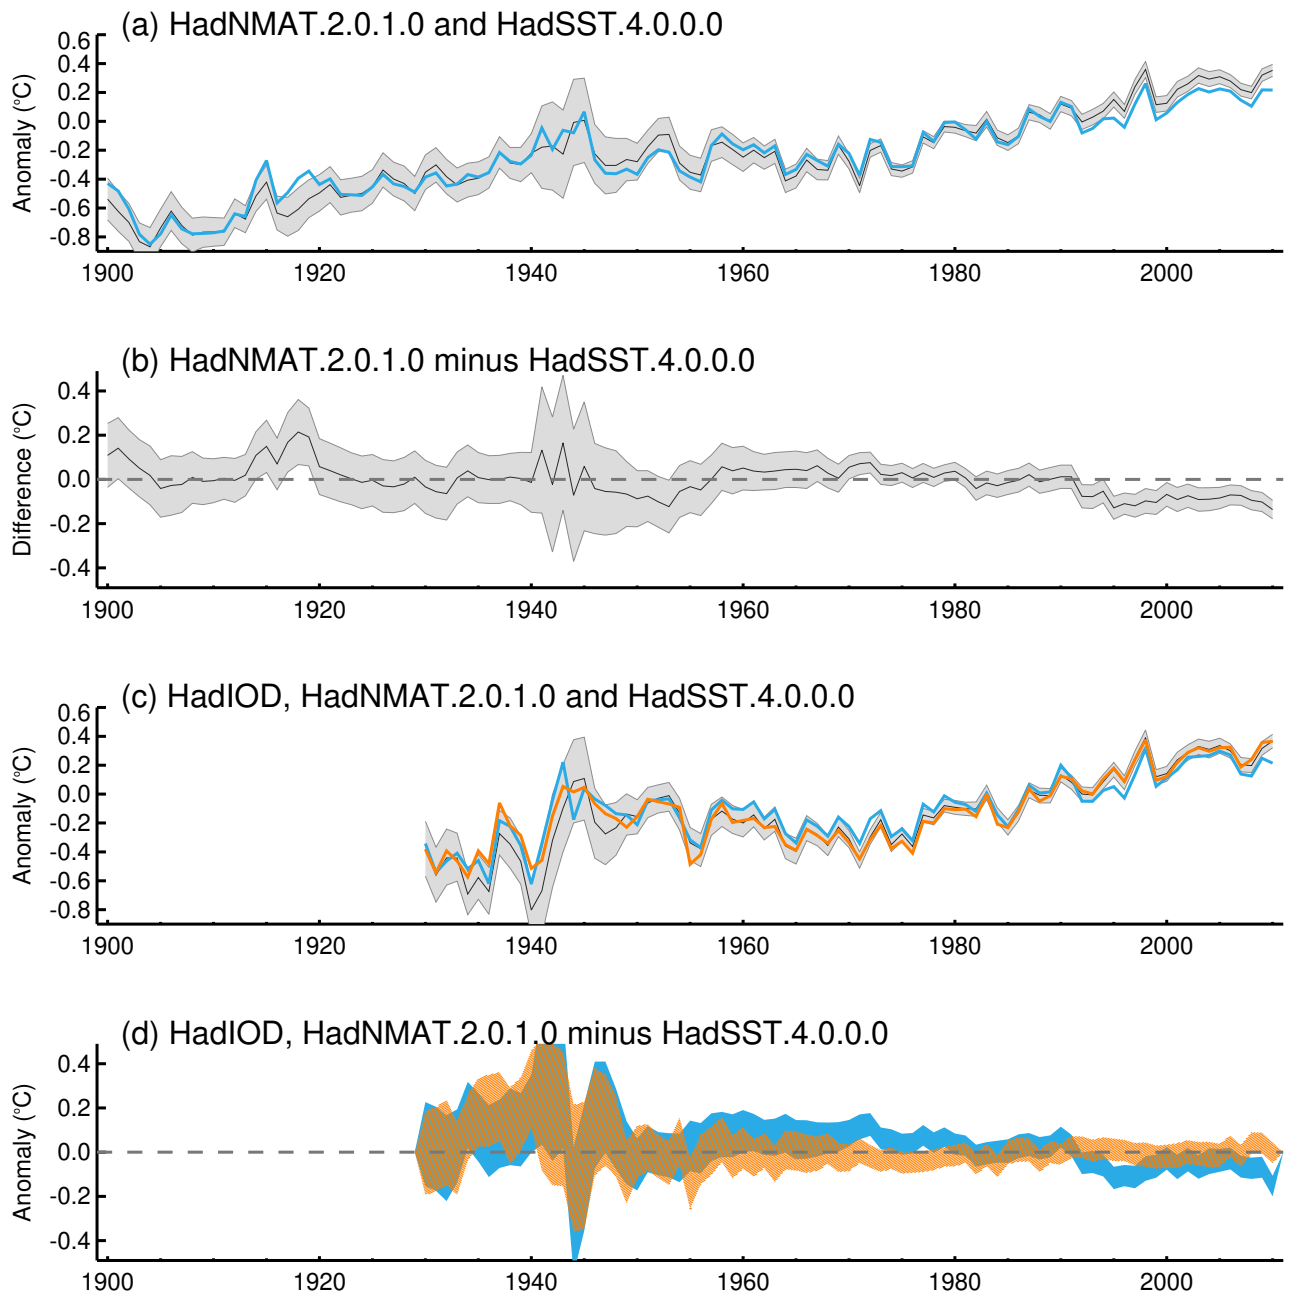 (a) HadNMAT.2.0.1.0 and HadSST.4.0.0.0
Anomaly (°C)
0.6
0.4
0.2
0.0
-0.2
-0.4
-0.6
-0.8
1900 1920 1940 1960 1980 2000
(b) HadNMAT.2.0.1.0 minus HadSST.4.0.0.0
Difference (°C)
0.4
0.2
0.0
-0.2
-0.4
1900 1920 1940 1960 1980 2000
(c) HadIOD, HadNMAT.2.0.1.0 and HadSST.4.0.0.0
Anomaly (°C)
0.6
0.4
0.2
0.0
-0.2
-0.4
-0.6
-0.8
1900 1920 1940 1960 1980 2000
(d) HadIOD, HadNMAT.2.0.1.0 minus HadSST.4.0.0.0
Anomaly (°C)
0.4
0.2
0.0
-0.2
-0.4
1900 1920 1940 1960 1980 2000